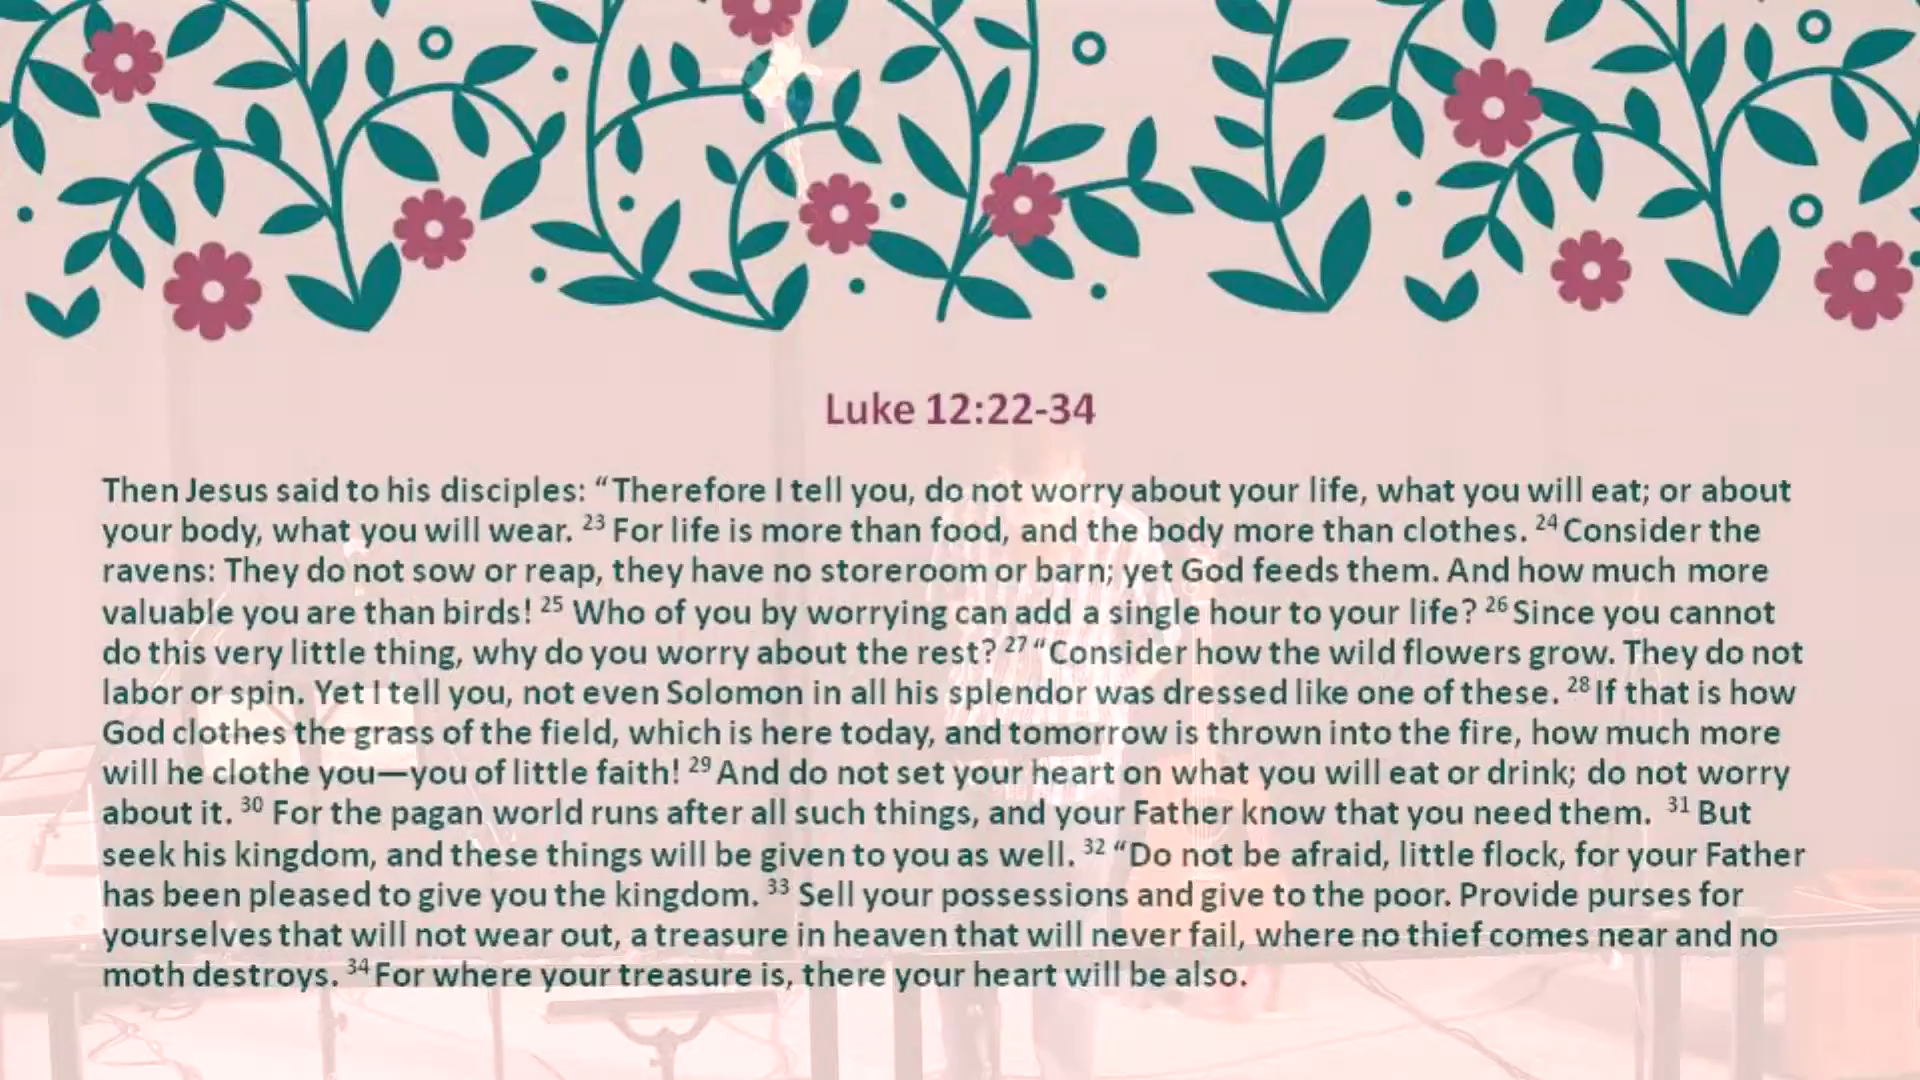 Luke 12:22-34
Then Jesus said to his disciples: “Therefore I tell you, do not worry about your life, what you will eat; or about
your body, what you will wear. 23 For life is more than food, and the body more than clothes. 24 Consider the
ravens: They do not sow or reap, they have no storeroom or barn; yet God feeds them. And how much more
valuable you are than birds! 25 Who of you by worrying can add a single hour to your life? 26 Since you cannot
do this very little thing, why do you worry about the rest? 27 “Consider how the wild flowers grow. They do not
labor or spin. Yet I tell you, not even Solomon in all his splendor was dressed like one of these. 28 If that is how
God clothes the grass of the field, which is here today, and tomorrow is thrown into the fire, how much more
will he clothe you—you of little faith! 29 And do not set your heart on what you will eat or drink; do not worry
about it. 30 For the pagan world runs after all such things, and your Father know that you need them. 31 But
seek his kingdom, and these things will be given to you as well. 32 “Do not be afraid, little flock, for your Father
has been pleased to give you the kingdom. 33 Sell your possessions and give to the poor. Provide purses for
yourselves that will not wear out, a treasure in heaven that will never fail, where no thief comes near and no
moth destroys. 34 For where your treasure is, there your heart will be also.